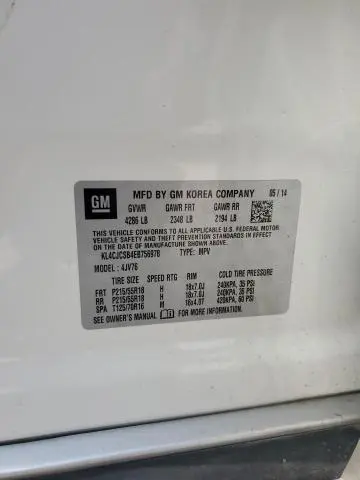 GM
MFD BY GM KOREA COMPANY 05/14
GVWR GAWR FRT GAWR RR
4286 LB 2348 LB 2194 LB
THIS VEHICLE CONFORMS TO ALL APPLICABLE U.S. FEDERAL MOTOR
VEHICLE SAFETY, BUMPER, AND THEFT PREVENTION STANDARDS IN EFFECT
ON THE DATE OF MANUFACTURE SHOWN ABOVE.
KL4CJCSB4EB756978 TYPE: MPV
MODEL : 4JV76
TIRE SIZE SPEED RTG RIM COLD TIRE PRESSURE
FRT P215/55R18 H 18x7.0J 240KPA, 35 PSI
RR P215/55R18 H 18x7.0J 240KPA, 35 PSI
SPA T125/70R16 M 16x4.0T 420KPA, 60 PSI
SEE OWNER'S MANUAL FOR ADDITIONAL INFORMATION.